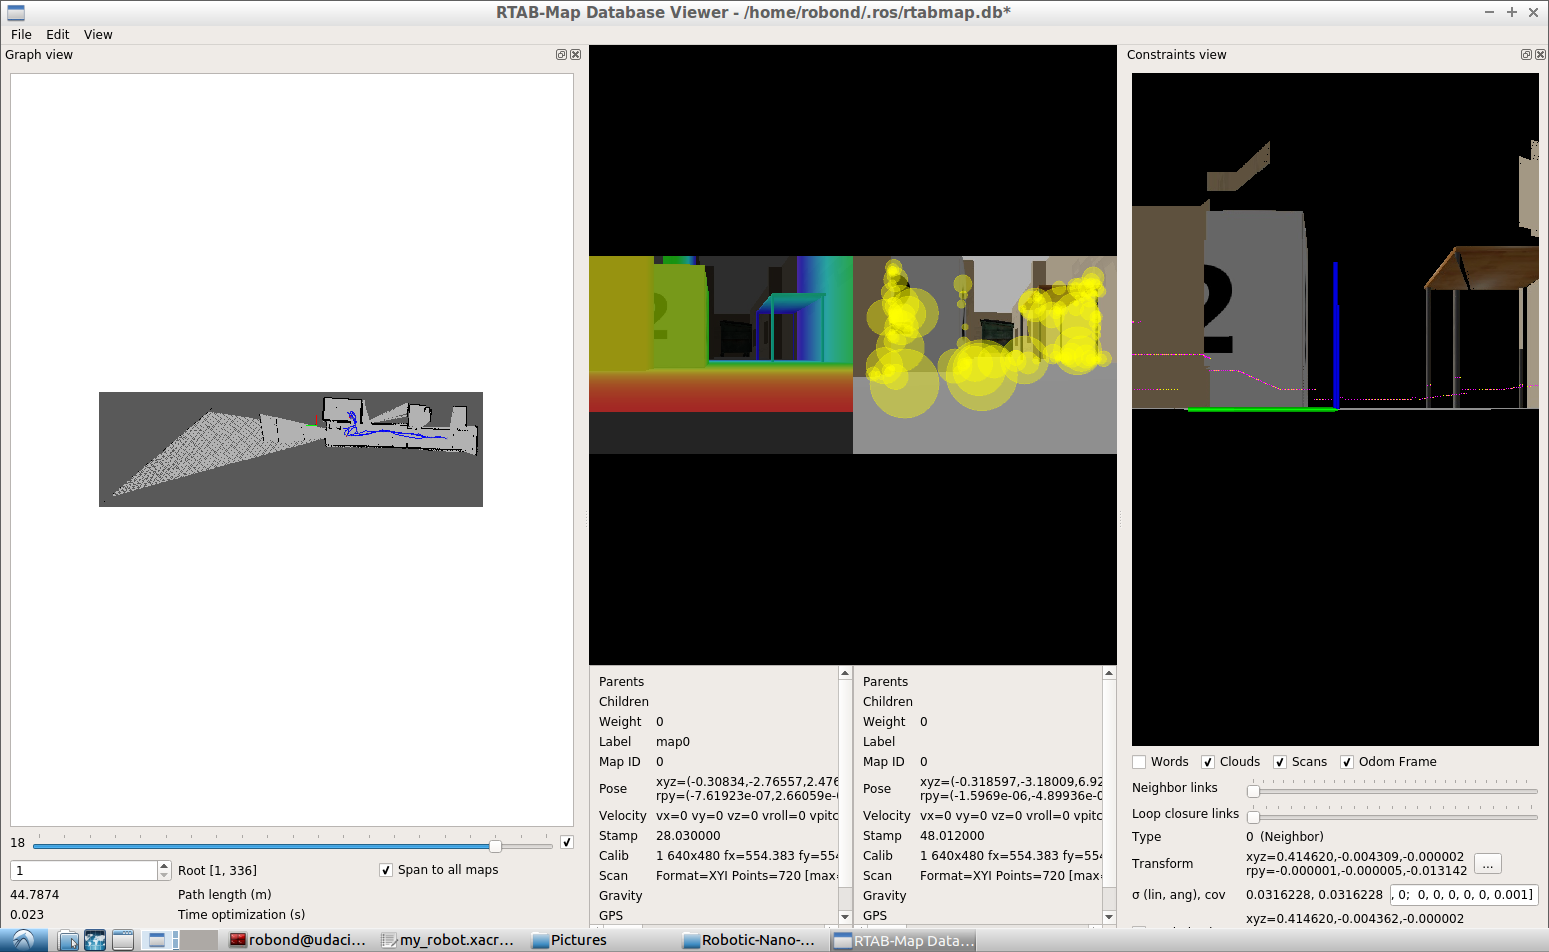 RTAB-Map Database Viewer - /home/robond/.ros/rtabmap.db*
File Edit View
Graph view
Constraints view
2
2
18
1
Root [1, 336]
Span to all maps
44.7874 Path length (m)
0.023 Time optimization (s)
Parents
Children
Weight 0
Label map0
Map ID 0
Pose xyz=(-0.30834,-2.76557,2.476
rpy=(-7.61923e-07,2.66059e-
Velocity vx=0 vy=0 vz=0 vroll=0 vpitc
Stamp 28.030000
Calib 1 640x480 fx=554.383 fy=554
Scan Format=XYI Points=720 [max=
Gravity
GPS
Parents
Children
Weight 0
Label
Map ID 0
Pose xyz=(-0.318597,-3.18009,6.92
rpy=(-1.5969e-06,-4.89936e-
Velocity vx=0 vy=0 vz=0 vroll=0 vpitc
Stamp 48.012000
Calib 1 640x480 fx=554.383 fy=554
Scan Format=XYI Points=720 [max=
Gravity
GPS
Words Clouds Scans Odom Frame
Neighbor links
Loop closure links
Type 0 (Neighbor)
Transform xyz=0.414620,-0.004309,-0.000002
rpy=-0.000001,-0.000005,-0.013142
...
σ (lin, ang), cov 0.0316228, 0.0316228 , 0; 0, 0, 0, 0, 0, 0.001]
xyz=0.414620,-0.004362,-0.000002
robond@udaci...
my_robot.xacr...
Pictures
Robotic-Nano-...
RTAB-Map Data...